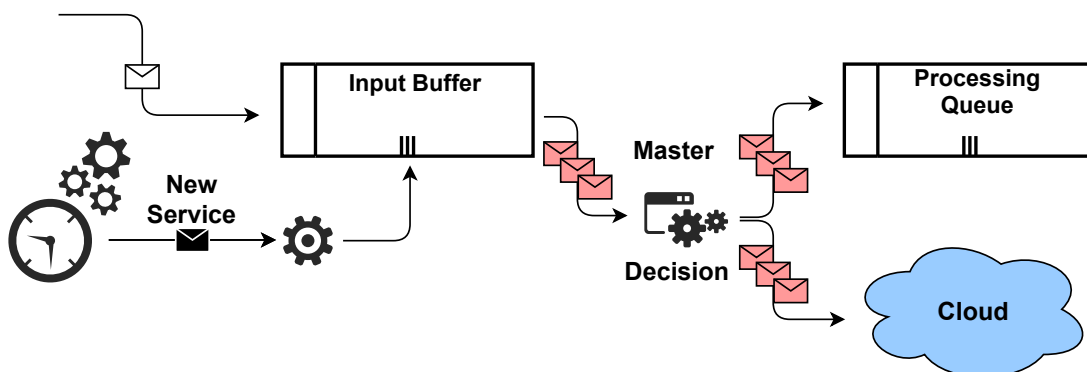 Input Buffer
Processing
Queue
Master
New
Service
Decision
Cloud